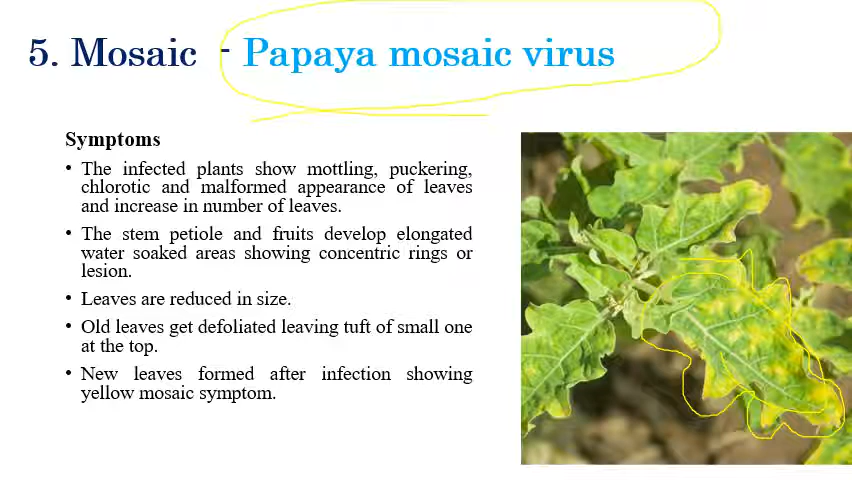 5. Mosaic - Papaya mosaic virus
Symptoms
• The infected plants show mottling, puckering,
chlorotic and malformed appearance of leaves
and increase in number of leaves.
• The stem petiole and fruits develop elongated
water soaked areas showing concentric rings or
lesion.
• Leaves are reduced in size.
• Old leaves get defoliated leaving tuft of small one
at the top.
• New leaves formed after infection showing
yellow mosaic symptom.